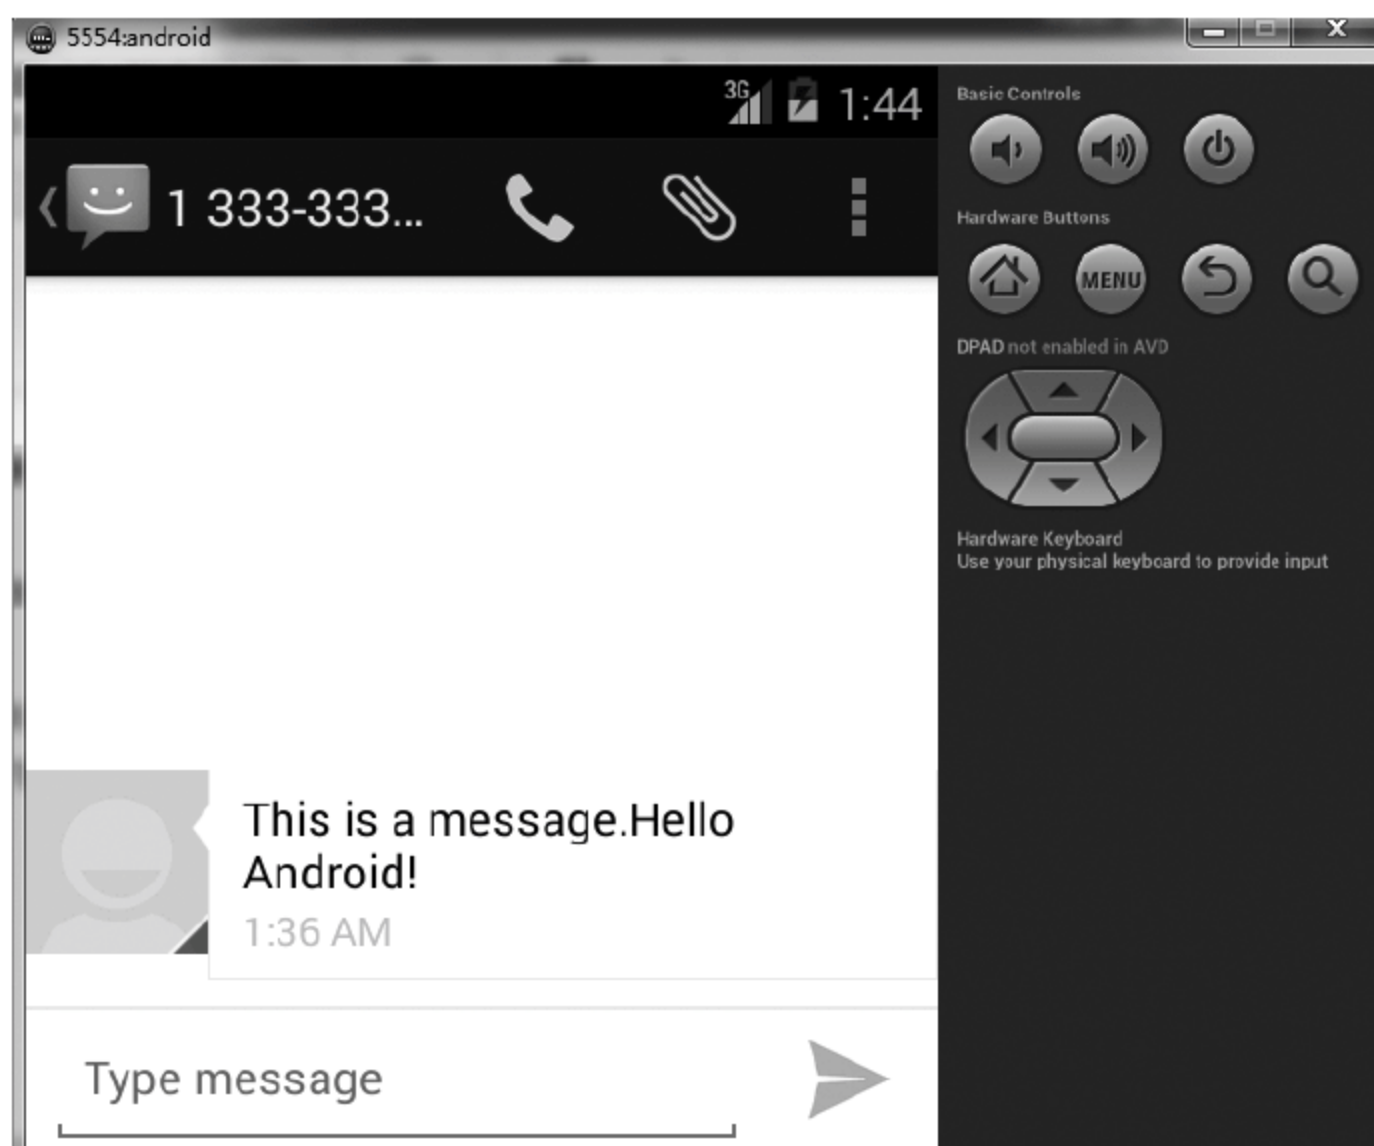 5554:android
3G 1:44
1 333-333...
This is a message.Hello
Android!
1:36 AM
Type message
Basic Controls
Hardware Buttons
MENU
DPAD not enabled in AVD
Hardware Keyboard
Use your physical keyboard to provide input